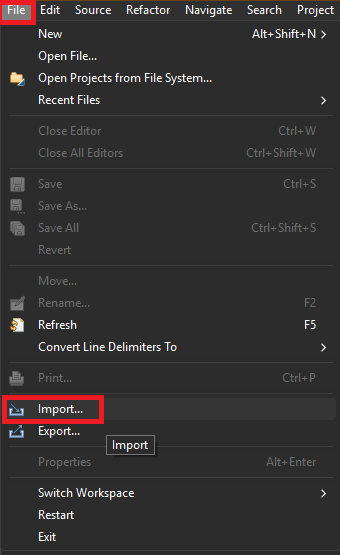 File Edit Source Refactor Navigate Search Project
New Alt+Shift+N
Open File...
Open Projects from File System...
Recent Files
Close Editor Ctrl+W
Close All Editors Ctrl+Shift+W
Save Ctrl+S
Save As...
Save All Ctrl+Shift+S
Revert
Move...
Rename... F2
Refresh F5
Convert Line Delimiters To
Print... Ctrl+P
Import...
Export...
Import
Properties Alt+Enter
Switch Workspace
Restart
Exit